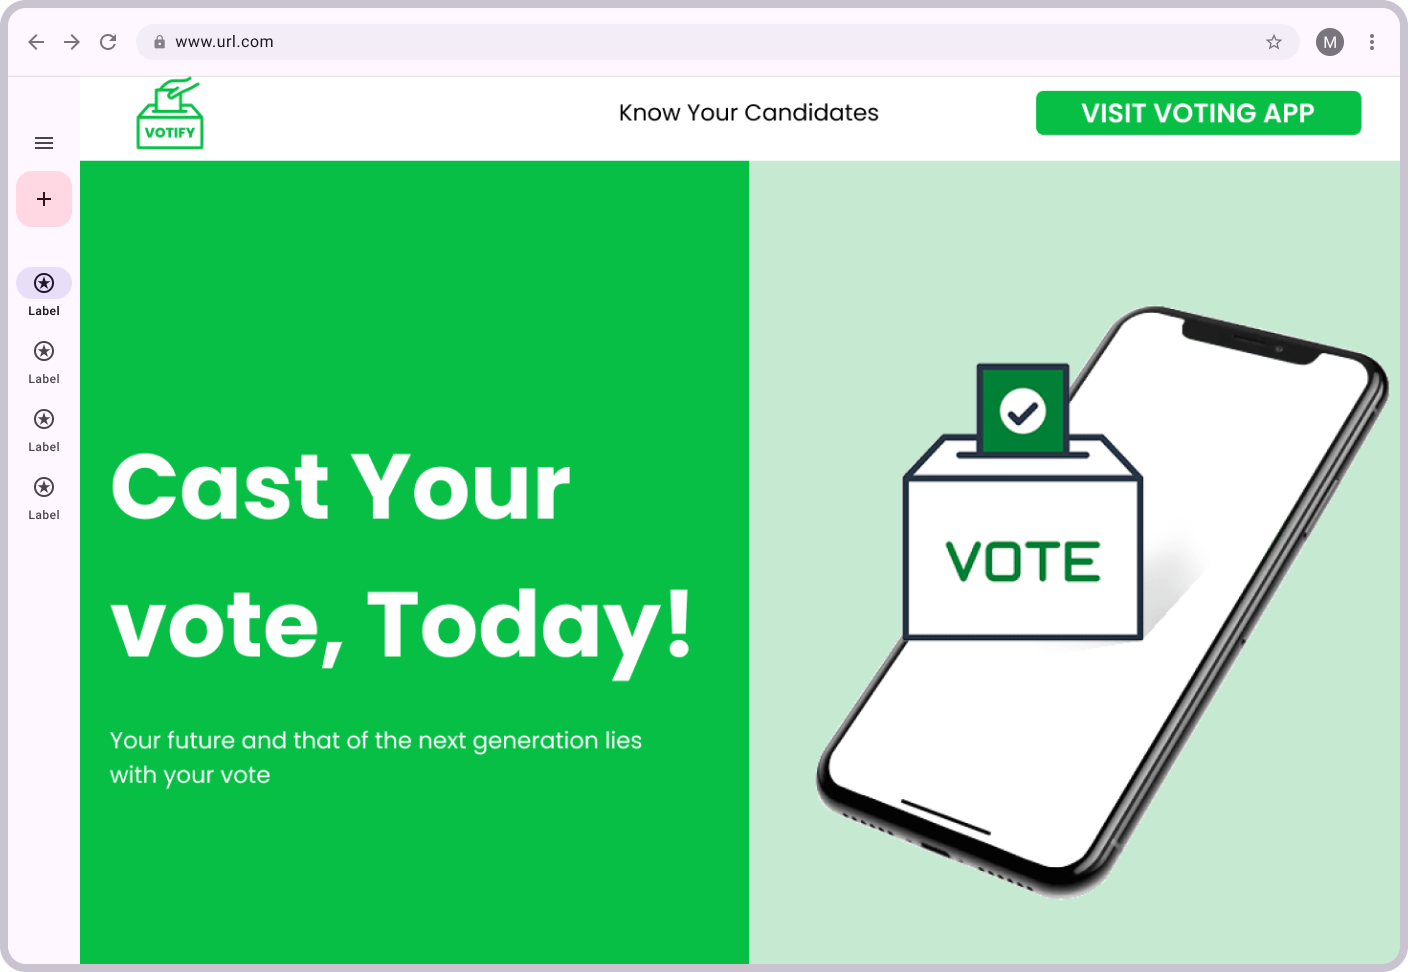 www.url.com
M
VOTIFY
Know Your Candidates
VISIT VOTING APP
Label
Label
Label
Label
Cast Your
vote, Today!
Your future and that of the next generation lies
with your vote
VOTE